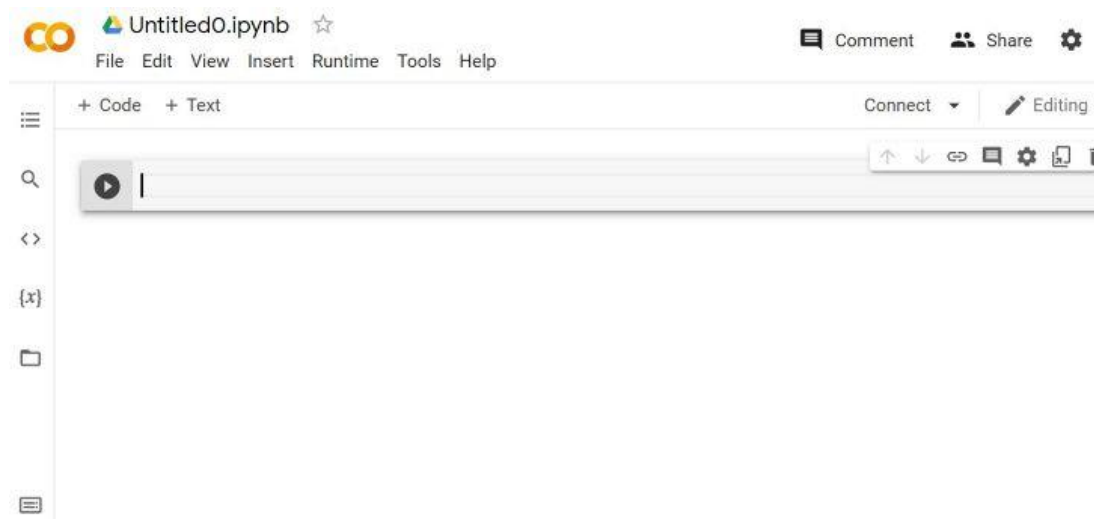 CO Untitled0.ipynb
Comment Share
File Edit View Insert Runtime Tools Help
+ Code + Text Connect Editing
<>
{x}